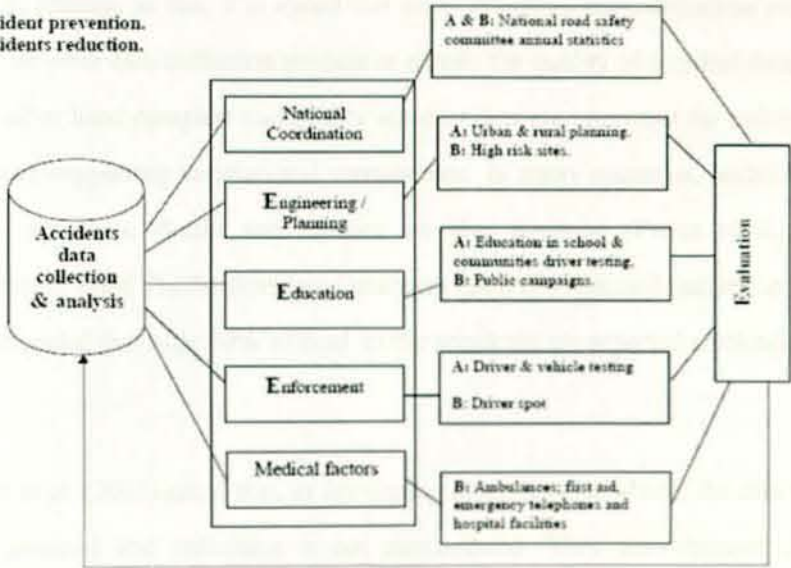 ident prevention.
idents reduction.
A & B: National road safety
committee annual statistics
National
Coordination
A: Urban & rural planning.
B: High risk sites.
Engineering /
Planning
Accidents
data
collection
& analysis
A: Education in school &
communities driver testing.
B: Public campaigns.
Education
Evaluation
Enforcement
A: Driver & vehicle testing
B: Driver spot
Medical factors
B: Ambulances; first aid,
emergency telephones and
hospital facilities